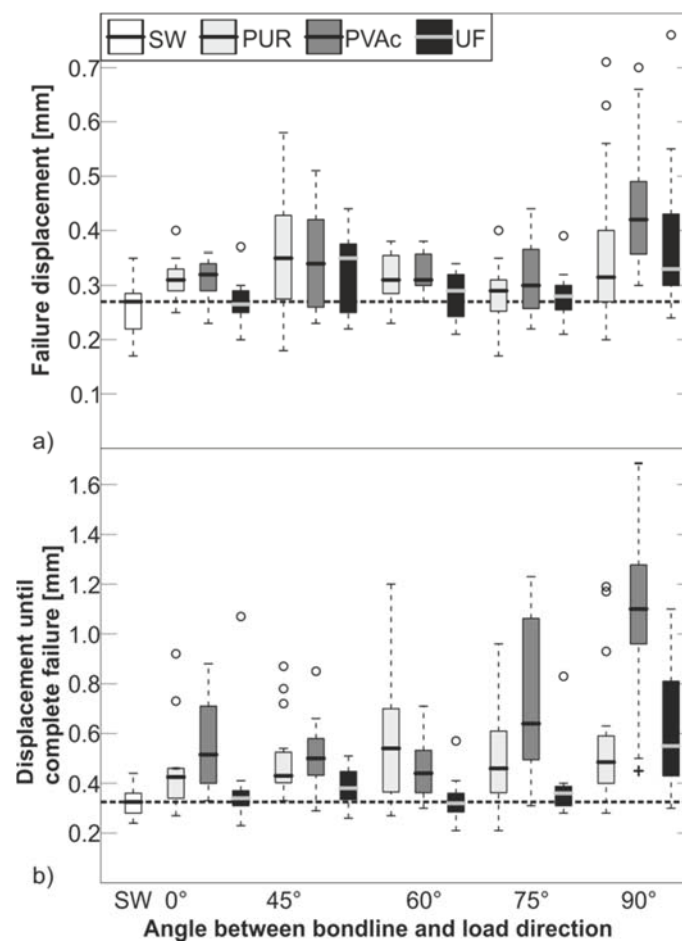 SW PUR PVAc UF
Failure displacement [mm]
0.7
0.6
0.5
0.4
0.3
0.2
0.1
a)
Displacement until
complete failure [mm]
1.6
1.4
1.2
1.0
0.8
0.6
0.4
0.2
b)
SW 0° 45° 60° 75° 90°
Angle between bondline and load direction